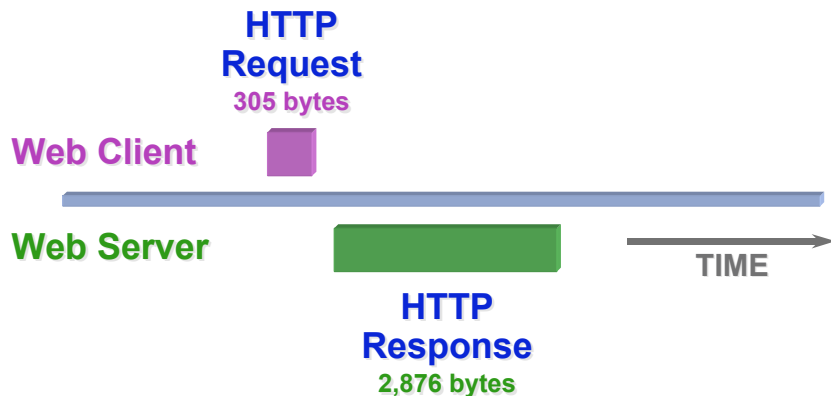 HTTP
Request
305 bytes
Web Client
Web Server
TIME
HTTP
Response
2,876 bytes